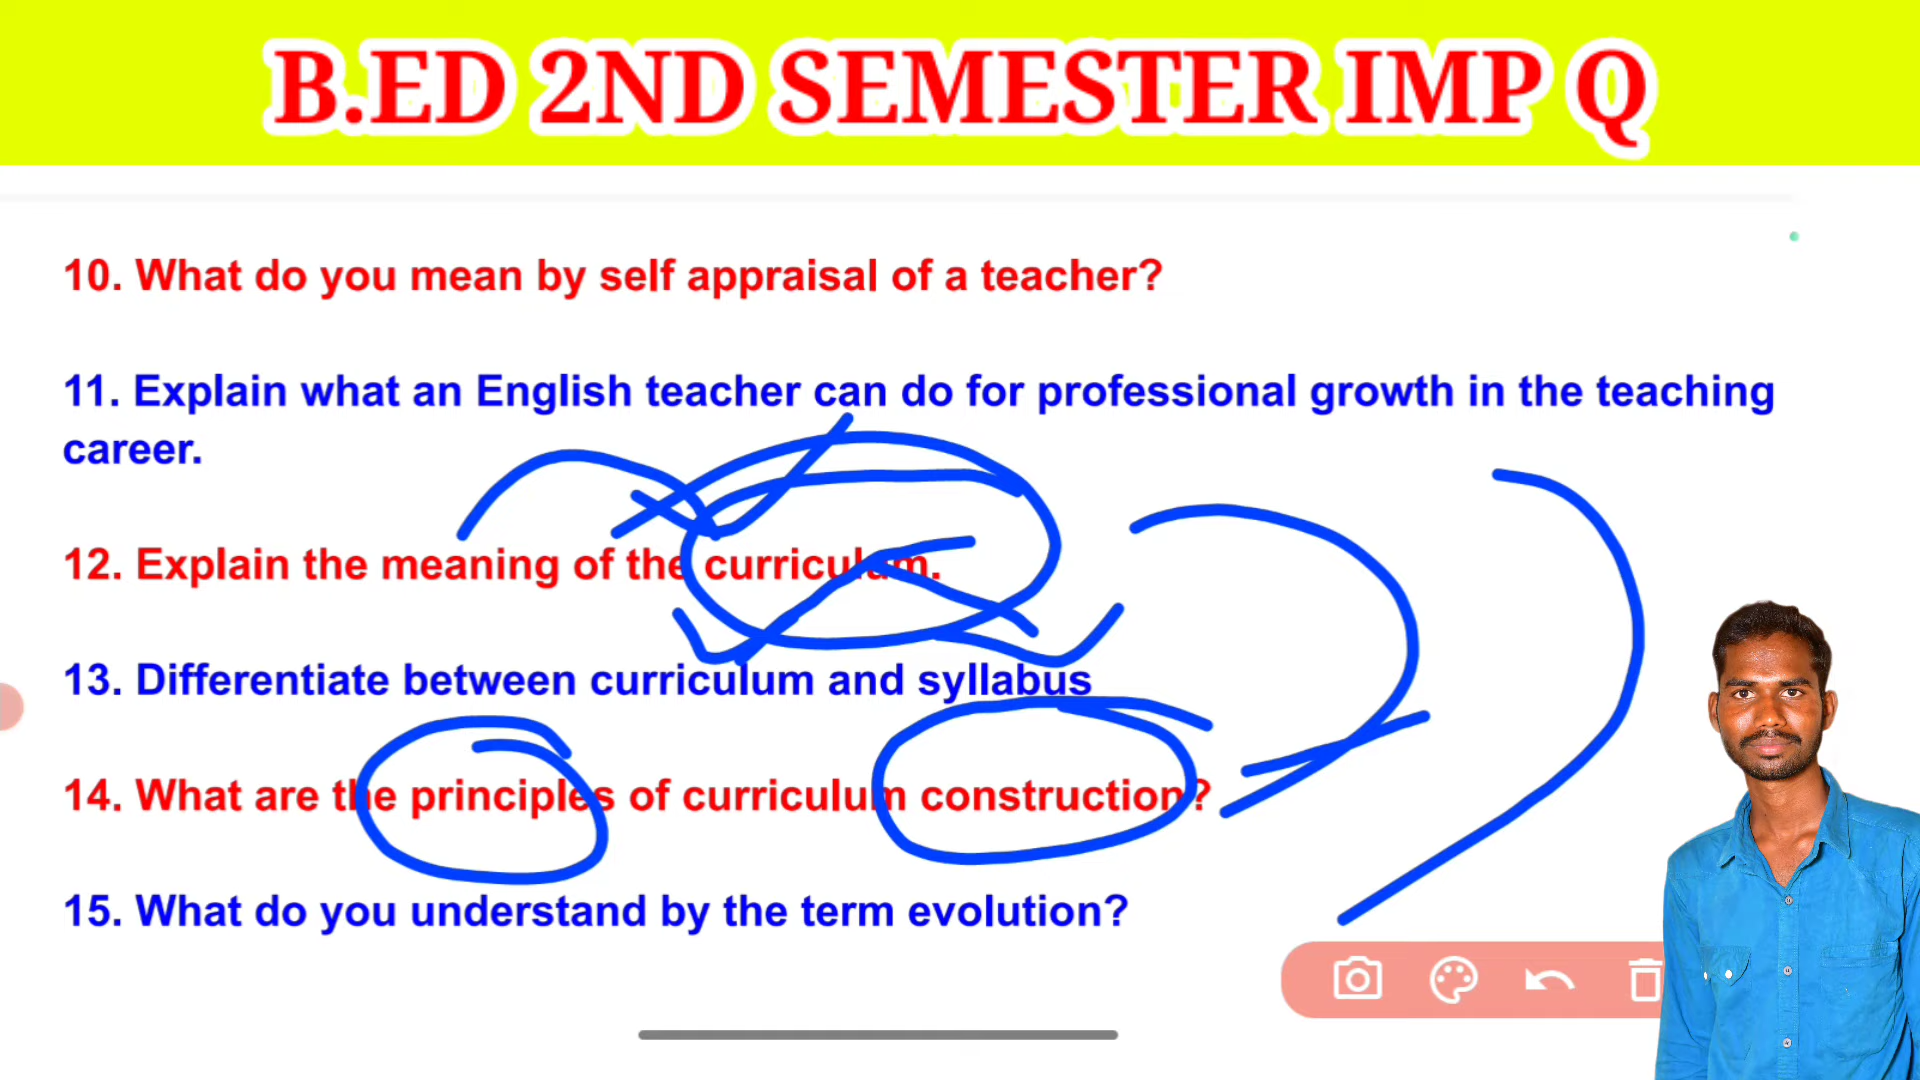 B.ED 2ND SEMESTER IMP Q
10. What do you mean by self appraisal of a teacher?
11. Explain what an English teacher can do for professional growth in the teaching
career.
12. Explain the meaning of the curriculum.
13. Differentiate between curriculum and syllabus
14. What are the principles of curriculum construction?
15. What do you understand by the term evolution?